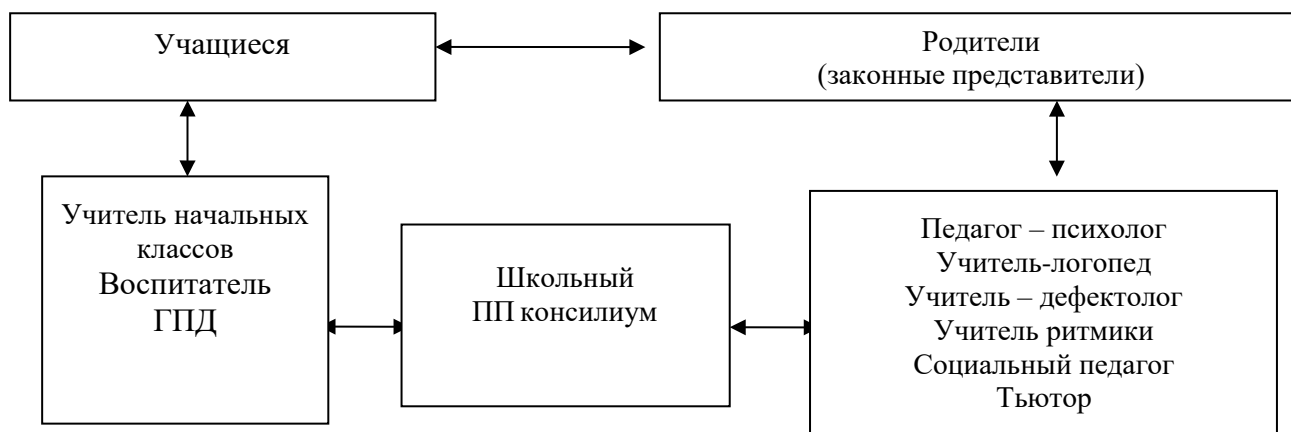 Учащиеся
Родители
(законные представители)
Учитель начальных
классов
Воспитатель
ГПД
Школьный
ПП консилиум
Педагог – психолог
Учитель-логопед
Учитель – дефектолог
Учитель ритмики
Социальный педагог
Тьютор